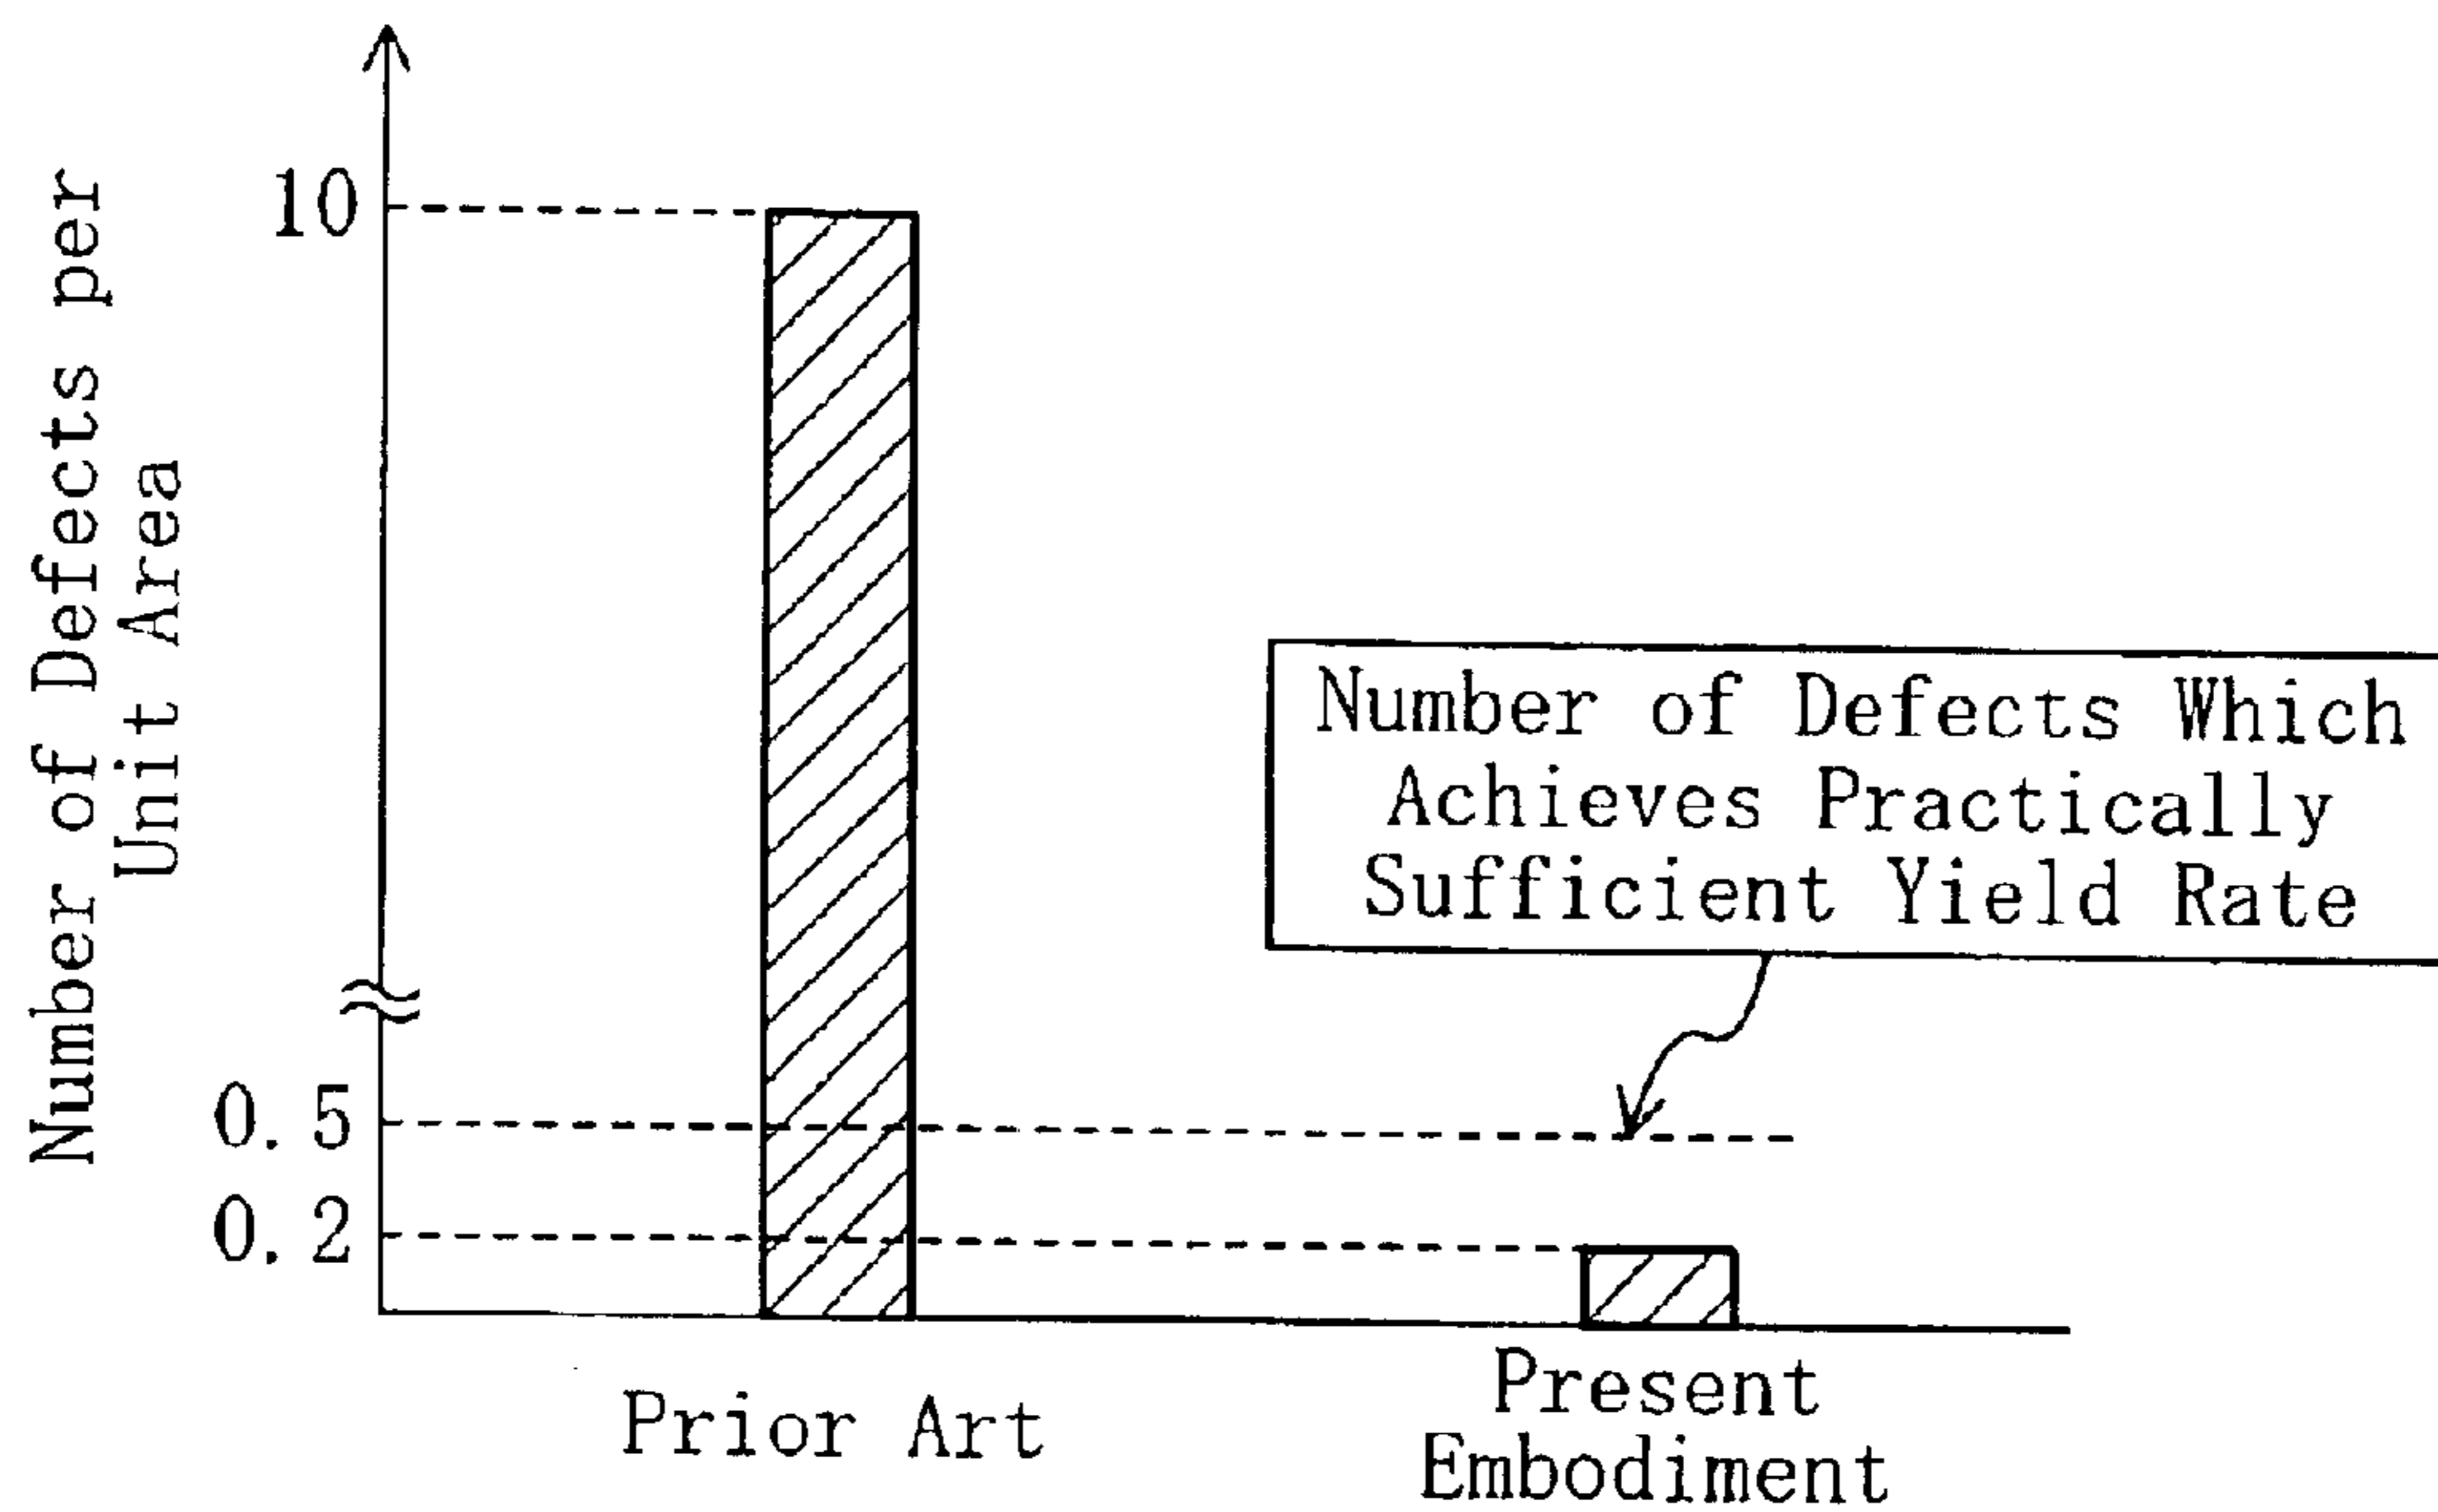 Number of Defects per
Unit Area
10
0.5
0.2
Number of Defects Which
Achieves Practically
Sufficient Yield Rate
Prior Art
Present
Embodiment